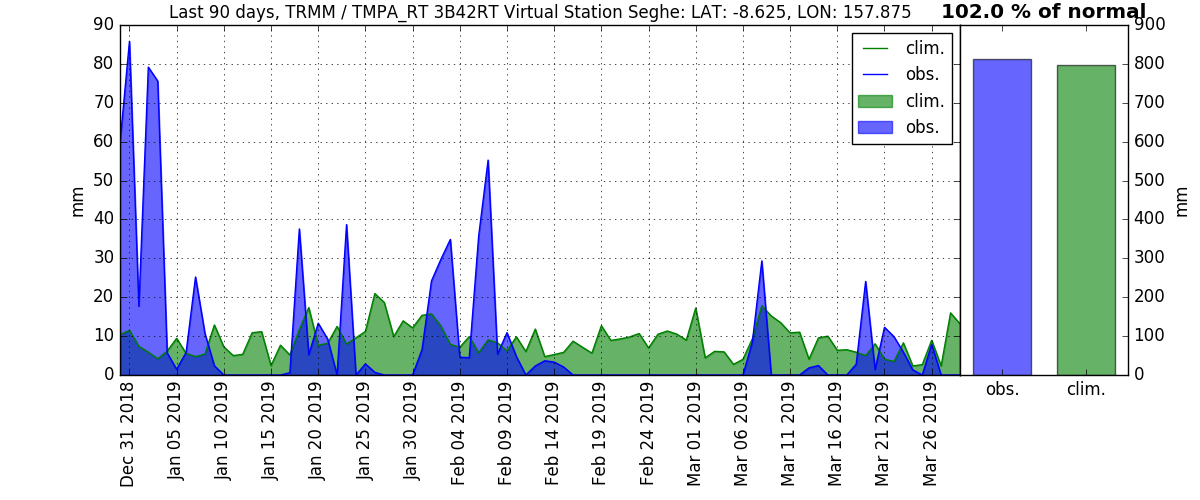 Last 90 days, TRMM / TMPA_RT 3B42RT Virtual Station Seghe: LAT: -8.625, LON: 157.875
102.0 % of normal
90
80
70
60
50
40
30
20
10
0
mm
clim.
obs.
clim.
obs.
900
800
700
600
500
400
300
200
100
0
mm
Dec 31 2018
Jan 05 2019
Jan 10 2019
Jan 15 2019
Jan 20 2019
Jan 25 2019
Jan 30 2019
Feb 04 2019
Feb 09 2019
Feb 14 2019
Feb 19 2019
Feb 24 2019
Mar 01 2019
Mar 06 2019
Mar 11 2019
Mar 16 2019
Mar 21 2019
Mar 26 2019
obs.
clim.